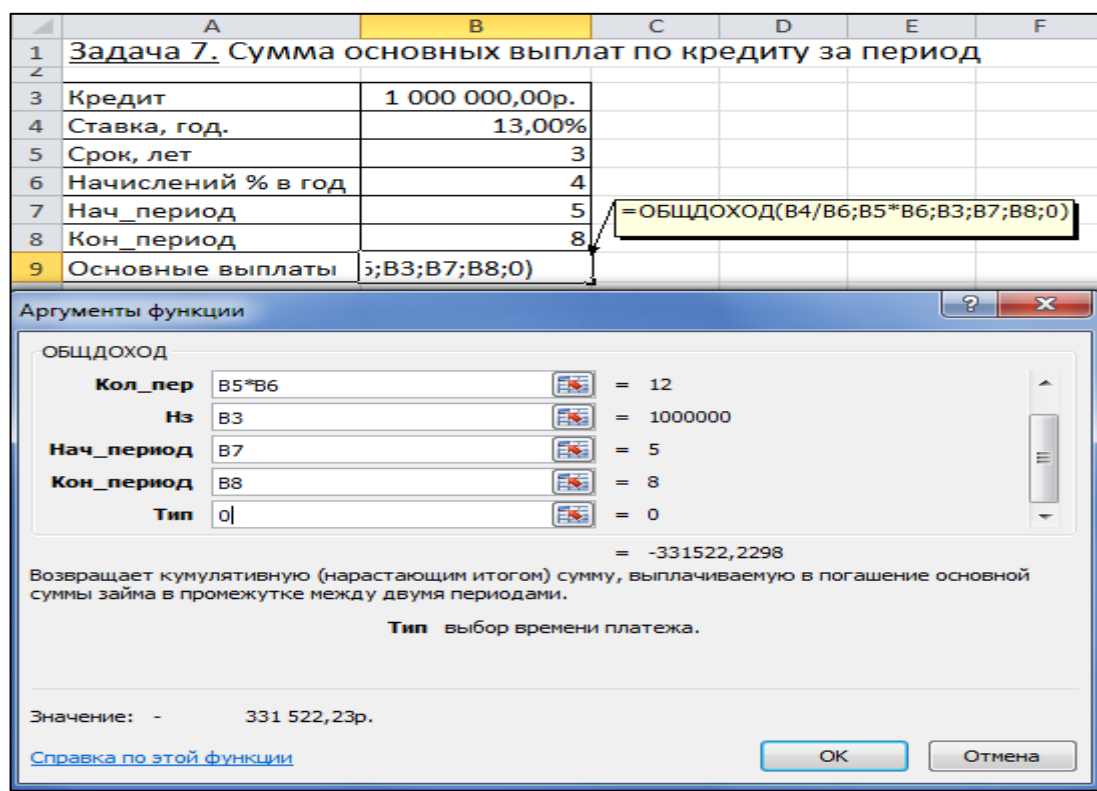 A B C D E F
1 Задача 7. Сумма основных выплат по кредиту за период
2
3 Кредит 1 000 000,00р.
4 Ставка, год. 13,00%
5 Срок, лет 3
6 Начислений % в год 4
7 Нач_период 5 =ОБЩДОХОД(B4/B6;B5*B6;B3;B7;B8;0)
8 Кон_период 8
9 Основные выплаты ;B3;B7;B8;0)
Аргументы функции
ОБЩДОХОД
Кол_пер B5*B6 = 12
Нз B3 = 1000000
Нач_период B7 = 5
Кон_период B8 = 8
Тип 0 = 0
= -331522,2298
Возвращает кумулятивную (нарастающим итогом) сумму, выплачиваемую в погашение основной
суммы займа в промежутке между двумя периодами.
Тип выбор времени платежа.
Значение: - 331 522,23р.
Справка по этой функции OK Отмена